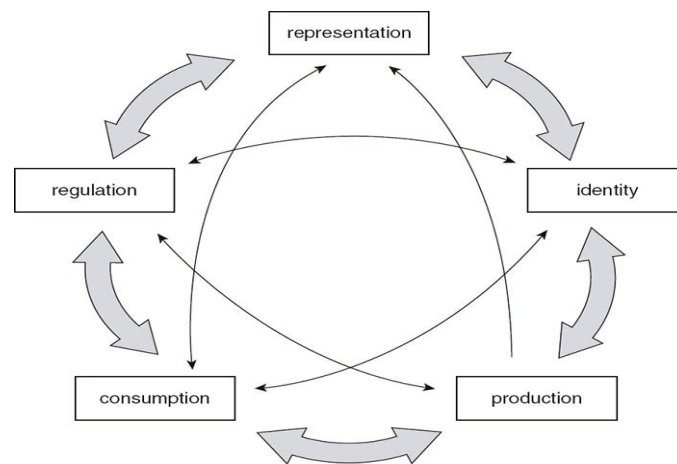 representation
regulation
identity
consumption
production